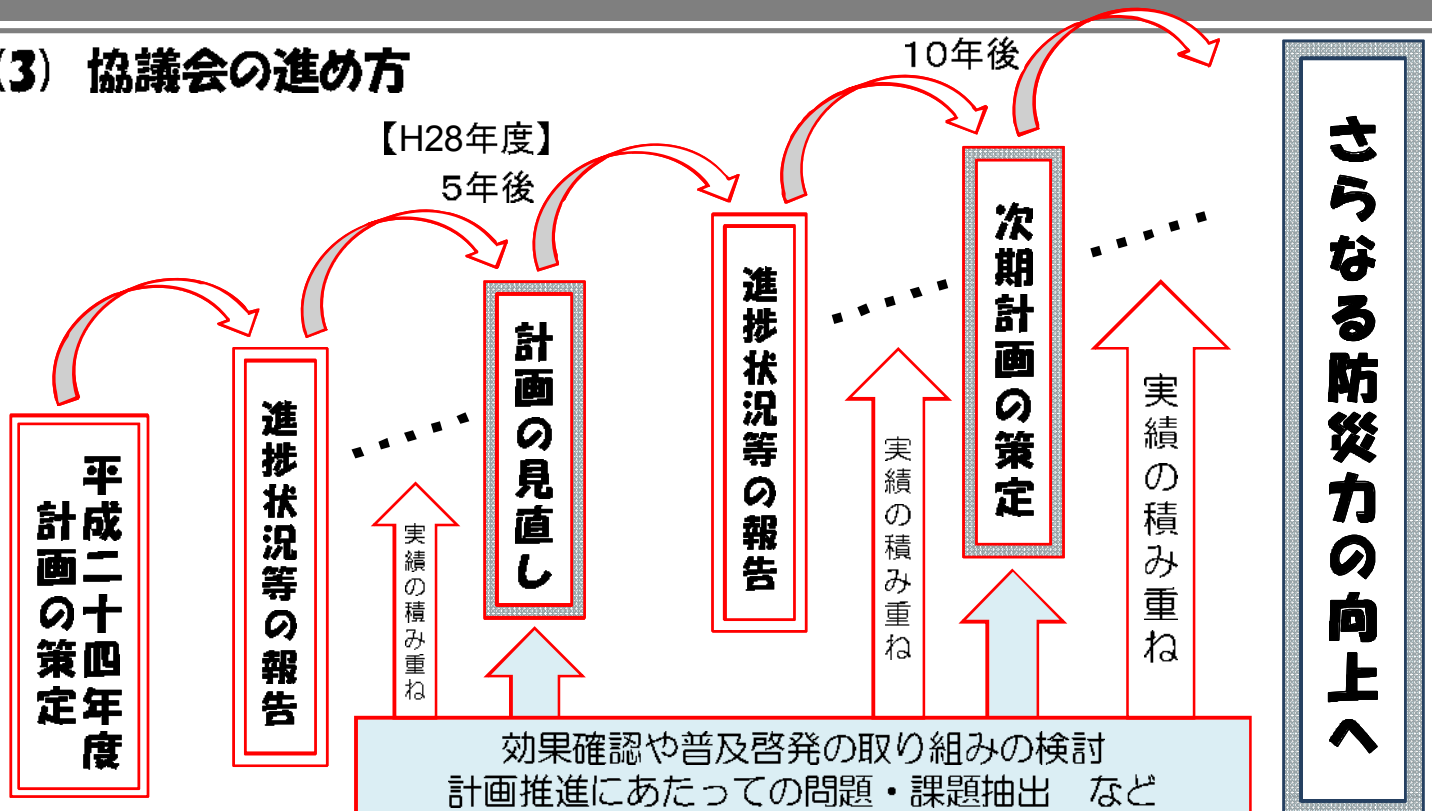 (3) 協議会の進め方
平成二十四年度
計画の策定
進捗状況等の報告
実績の積み重ね
【H28年度】
5年後
計画の見直し
進捗状況等の報告
実績の積み重ね
10年後
次期計画の策定
実績の積み重ね
さらなる防災力の向上へ
効果確認や普及啓発の取り組みの検討
計画推進にあたっての問題・課題抽出　など